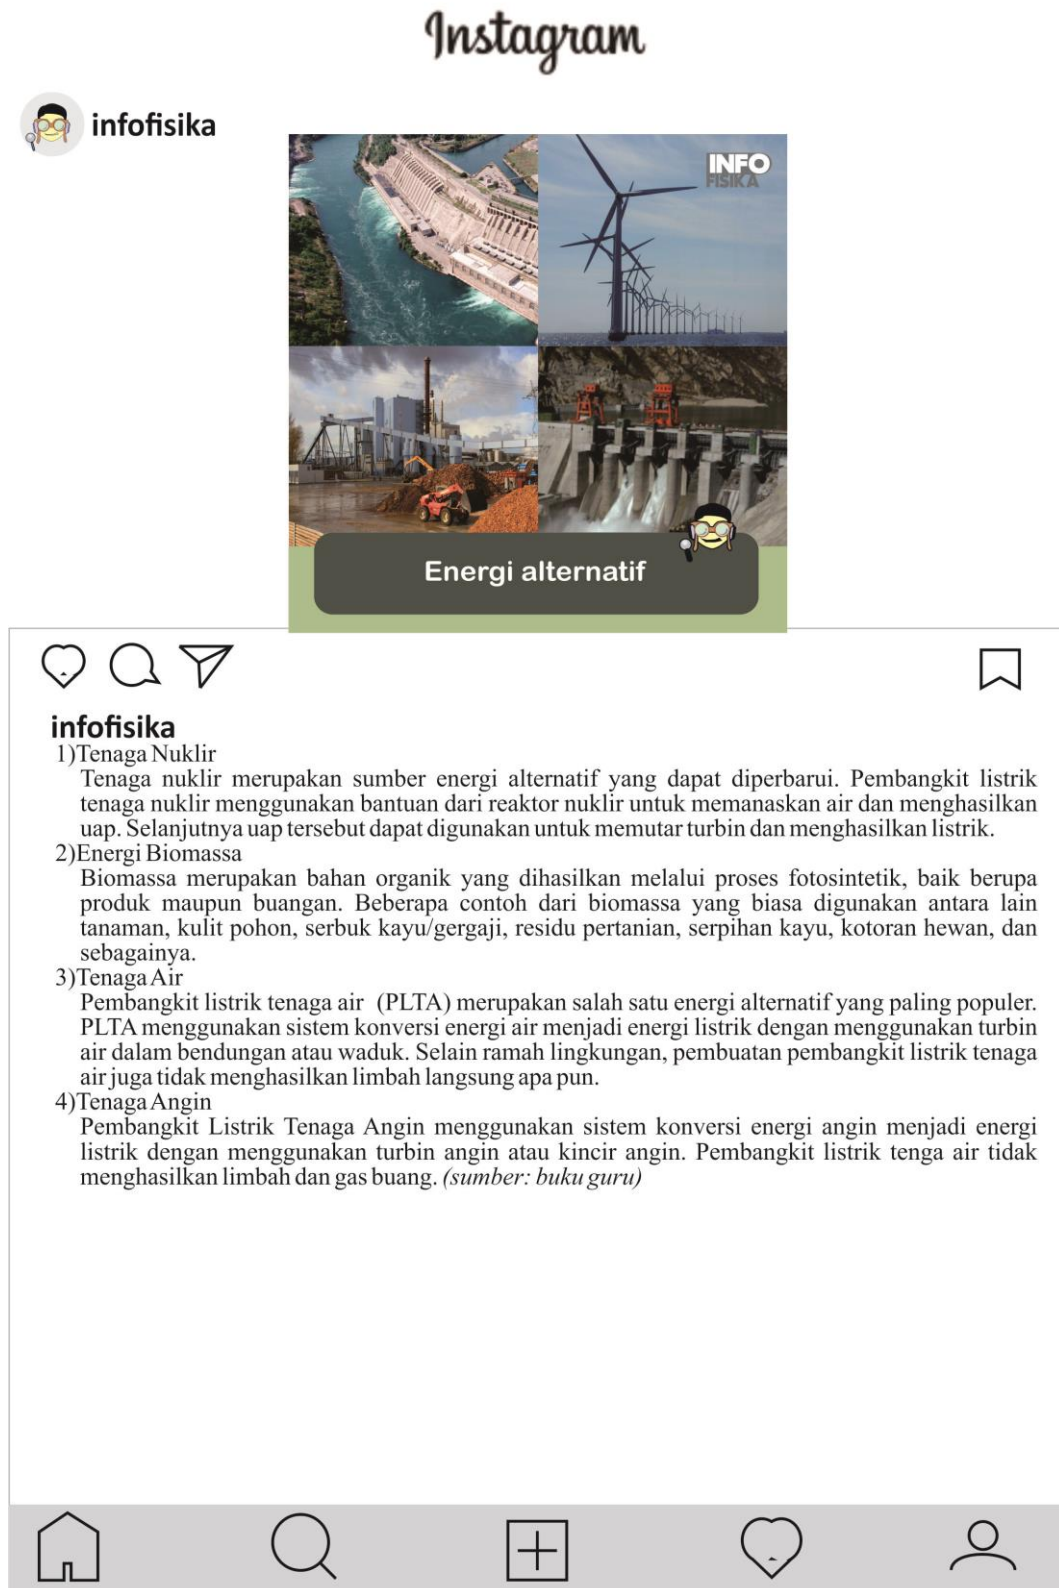 Instagram
infofisika
INFO
FISIKA
Energi alternatif
infofisika
1)Tenaga Nuklir
Tenaga nuklir merupakan sumber energi alternatif yang dapat diperbarui. Pembangkit listrik
tenaga nuklir menggunakan bantuan dari reaktor nuklir untuk memanaskan air dan menghasilkan
uap. Selanjutnya uap tersebut dapat digunakan untuk memutar turbin dan menghasilkan listrik.
2)Energi Biomassa
Biomassa merupakan bahan organik yang dihasilkan melalui proses fotosintetik, baik berupa
produk maupun buangan. Beberapa contoh dari biomassa yang biasa digunakan antara lain
tanaman, kulit pohon, serbuk kayu/gergaji, residu pertanian, serpihan kayu, kotoran hewan, dan
sebagainya.
3)Tenaga Air
Pembangkit listrik tenaga air (PLTA) merupakan salah satu energi alternatif yang paling populer.
PLTA menggunakan sistem konversi energi air menjadi energi listrik dengan menggunakan turbin
air dalam bendungan atau waduk. Selain ramah lingkungan, pembuatan pembangkit listrik tenaga
air juga tidak menghasilkan limbah langsung apa pun.
4)Tenaga Angin
Pembangkit Listrik Tenaga Angin menggunakan sistem konversi energi angin menjadi energi
listrik dengan menggunakan turbin angin atau kincir angin. Pembangkit listrik tenga air tidak
menghasilkan limbah dan gas buang. (sumber: buku guru)